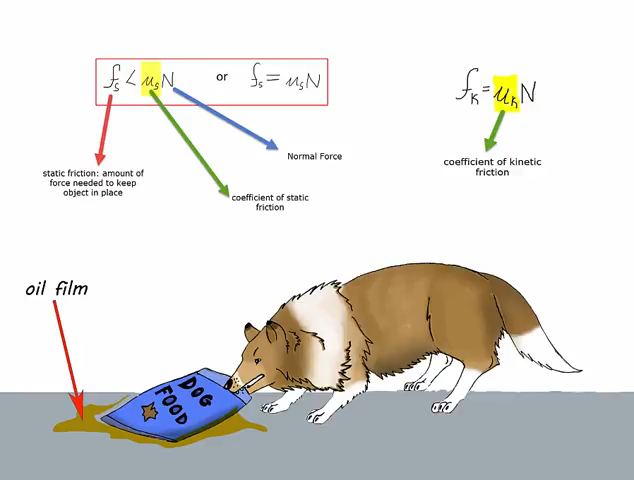 fs < μsN or fs = μsN
fK = μkN
Normal Force
static friction: amount of
force needed to keep
object in place
coefficient of static
friction
coefficient of kinetic
friction
oil film
DOG
FOOD